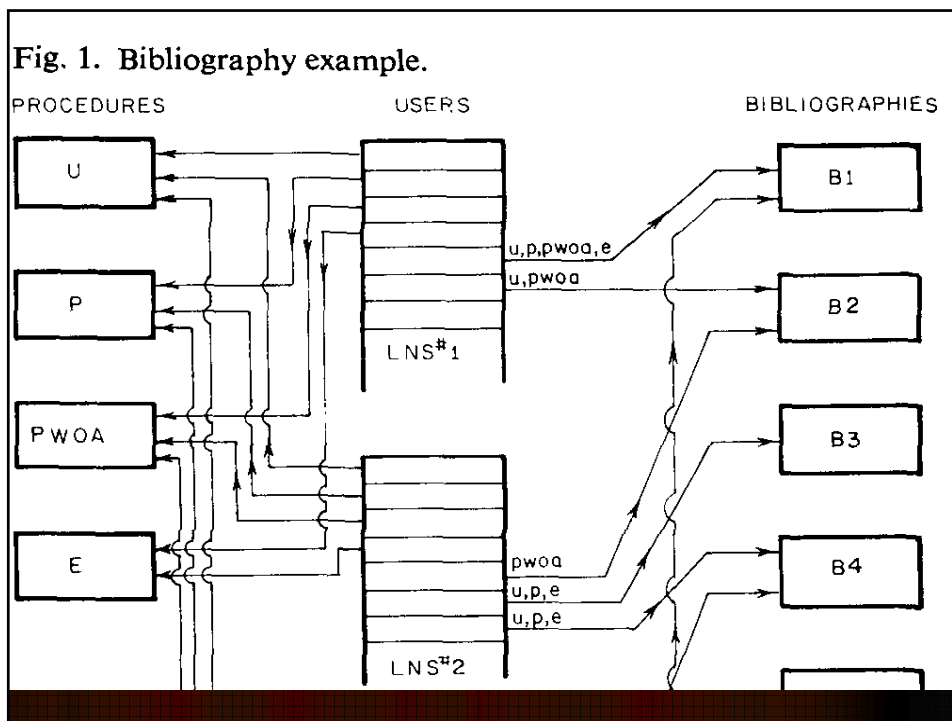 Fig. 1. Bibliography example.
PROCEDURES USERS BIBLIOGRAPHIES
U
B1
u,p,pwoa,e
u,pwoa
P
B2
LNS#1
PWOA
B3
E
pwoa
B4
u,p,e
u,p,e
LNS#2